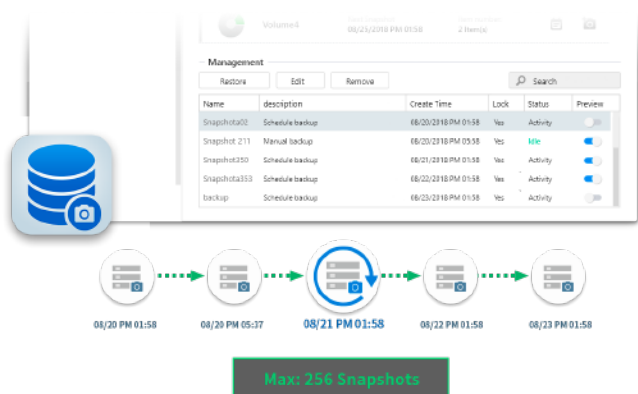 Volume4
08/23/2018 PM 01:58
2 Item(s)
Management
Restore Edit Remove Search
Name description Create Time Lock Status Preview
Snapshota02 Schedule backup 08/20/2018 PM 01:58 Yes Activity
Snapshot 211 Manual backup 08/20/2018 PM 05:58 Yes Idle
Snapshot250 Schedule backup 08/21/2018 PM 01:58 Yes Activity
Snapshota353 Schedule backup 08/22/2018 PM 01:58 Yes Activity
backup Schedule backup 08/23/2018 PM 01:58 Yes Activity
08/20 PM 01:58 08/20 PM 05:37 08/21 PM 01:58 08/22 PM 01:58 08/23 PM 01:58
Max: 256 Snapshots